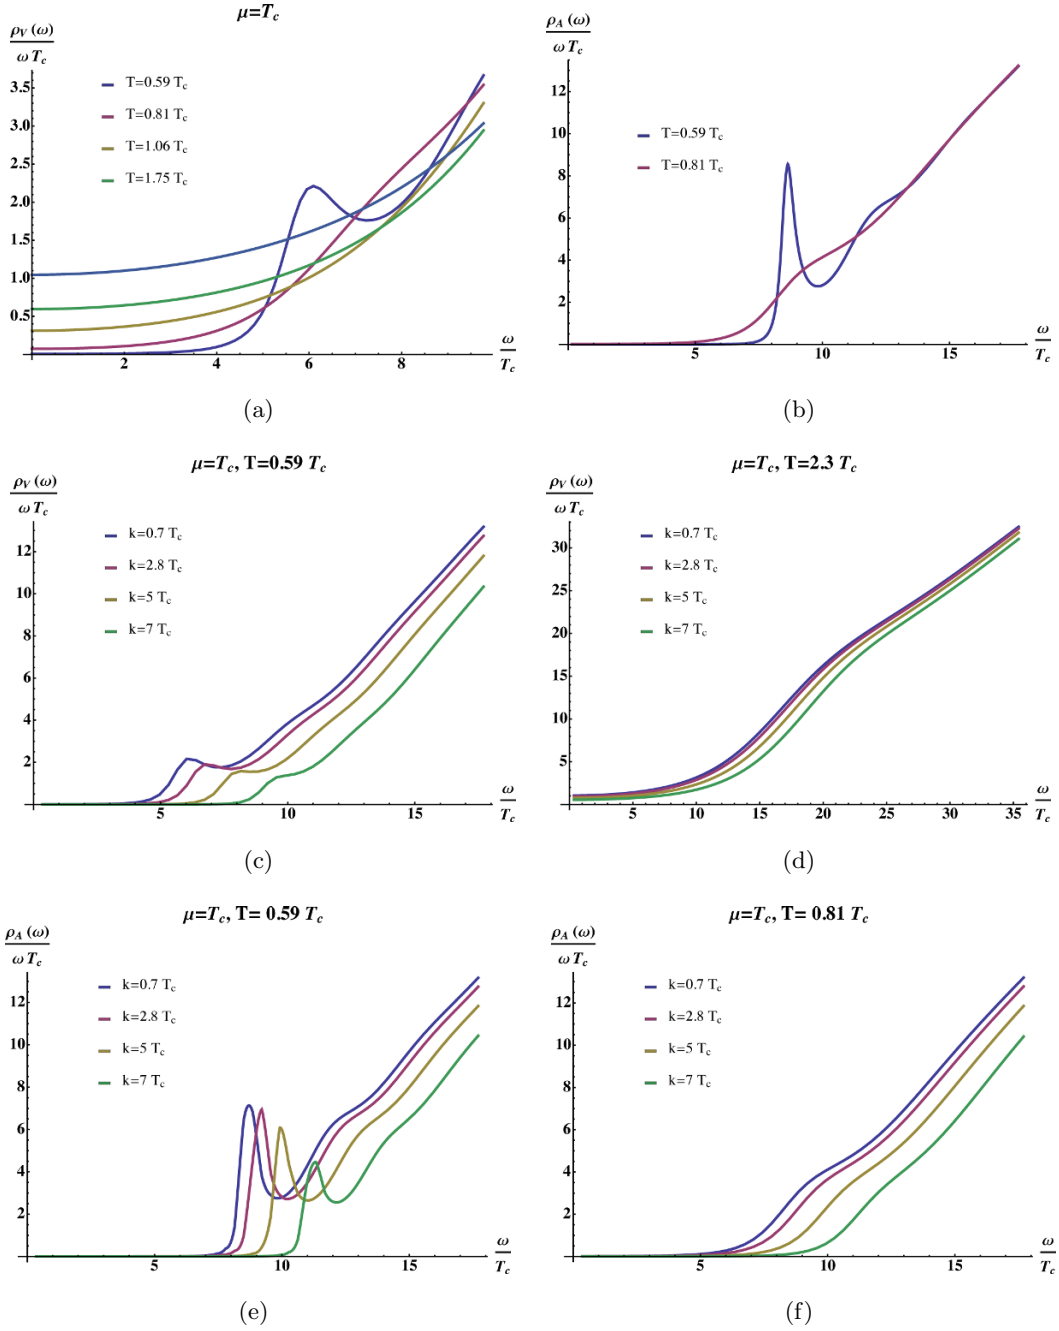 μ=T_c
ρ_V(ω)
ω T_c
T=0.59 T_c
T=0.81 T_c
T=1.06 T_c
T=1.75 T_c
3.5
3.0
2.5
2.0
1.5
1.0
0.5
2 4 6 8
ω
T_c
(a)
ρ_A(ω)
ω T_c
T=0.59 T_c
T=0.81 T_c
12
10
8
6
4
2
5 10 15
ω
T_c
(b)
μ=T_c, T=0.59 T_c
ρ_V(ω)
ω T_c
k=0.7 T_c
k=2.8 T_c
k=5 T_c
k=7 T_c
12
10
8
6
4
2
5 10 15
ω
T_c
(c)
μ=T_c, T=2.3 T_c
ρ_V(ω)
ω T_c
k=0.7 T_c
k=2.8 T_c
k=5 T_c
k=7 T_c
30
25
20
15
10
5
5 10 15 20 25 30 35
ω
T_c
(d)
μ=T_c, T= 0.59 T_c
ρ_A(ω)
ω T_c
k=0.7 T_c
k=2.8 T_c
k=5 T_c
k=7 T_c
12
10
8
6
4
2
5 10 15
ω
T_c
(e)
μ=T_c, T= 0.81 T_c
ρ_A(ω)
ω T_c
k=0.7 T_c
k=2.8 T_c
k=5 T_c
k=7 T_c
12
10
8
6
4
2
5 10 15
ω
T_c
(f)